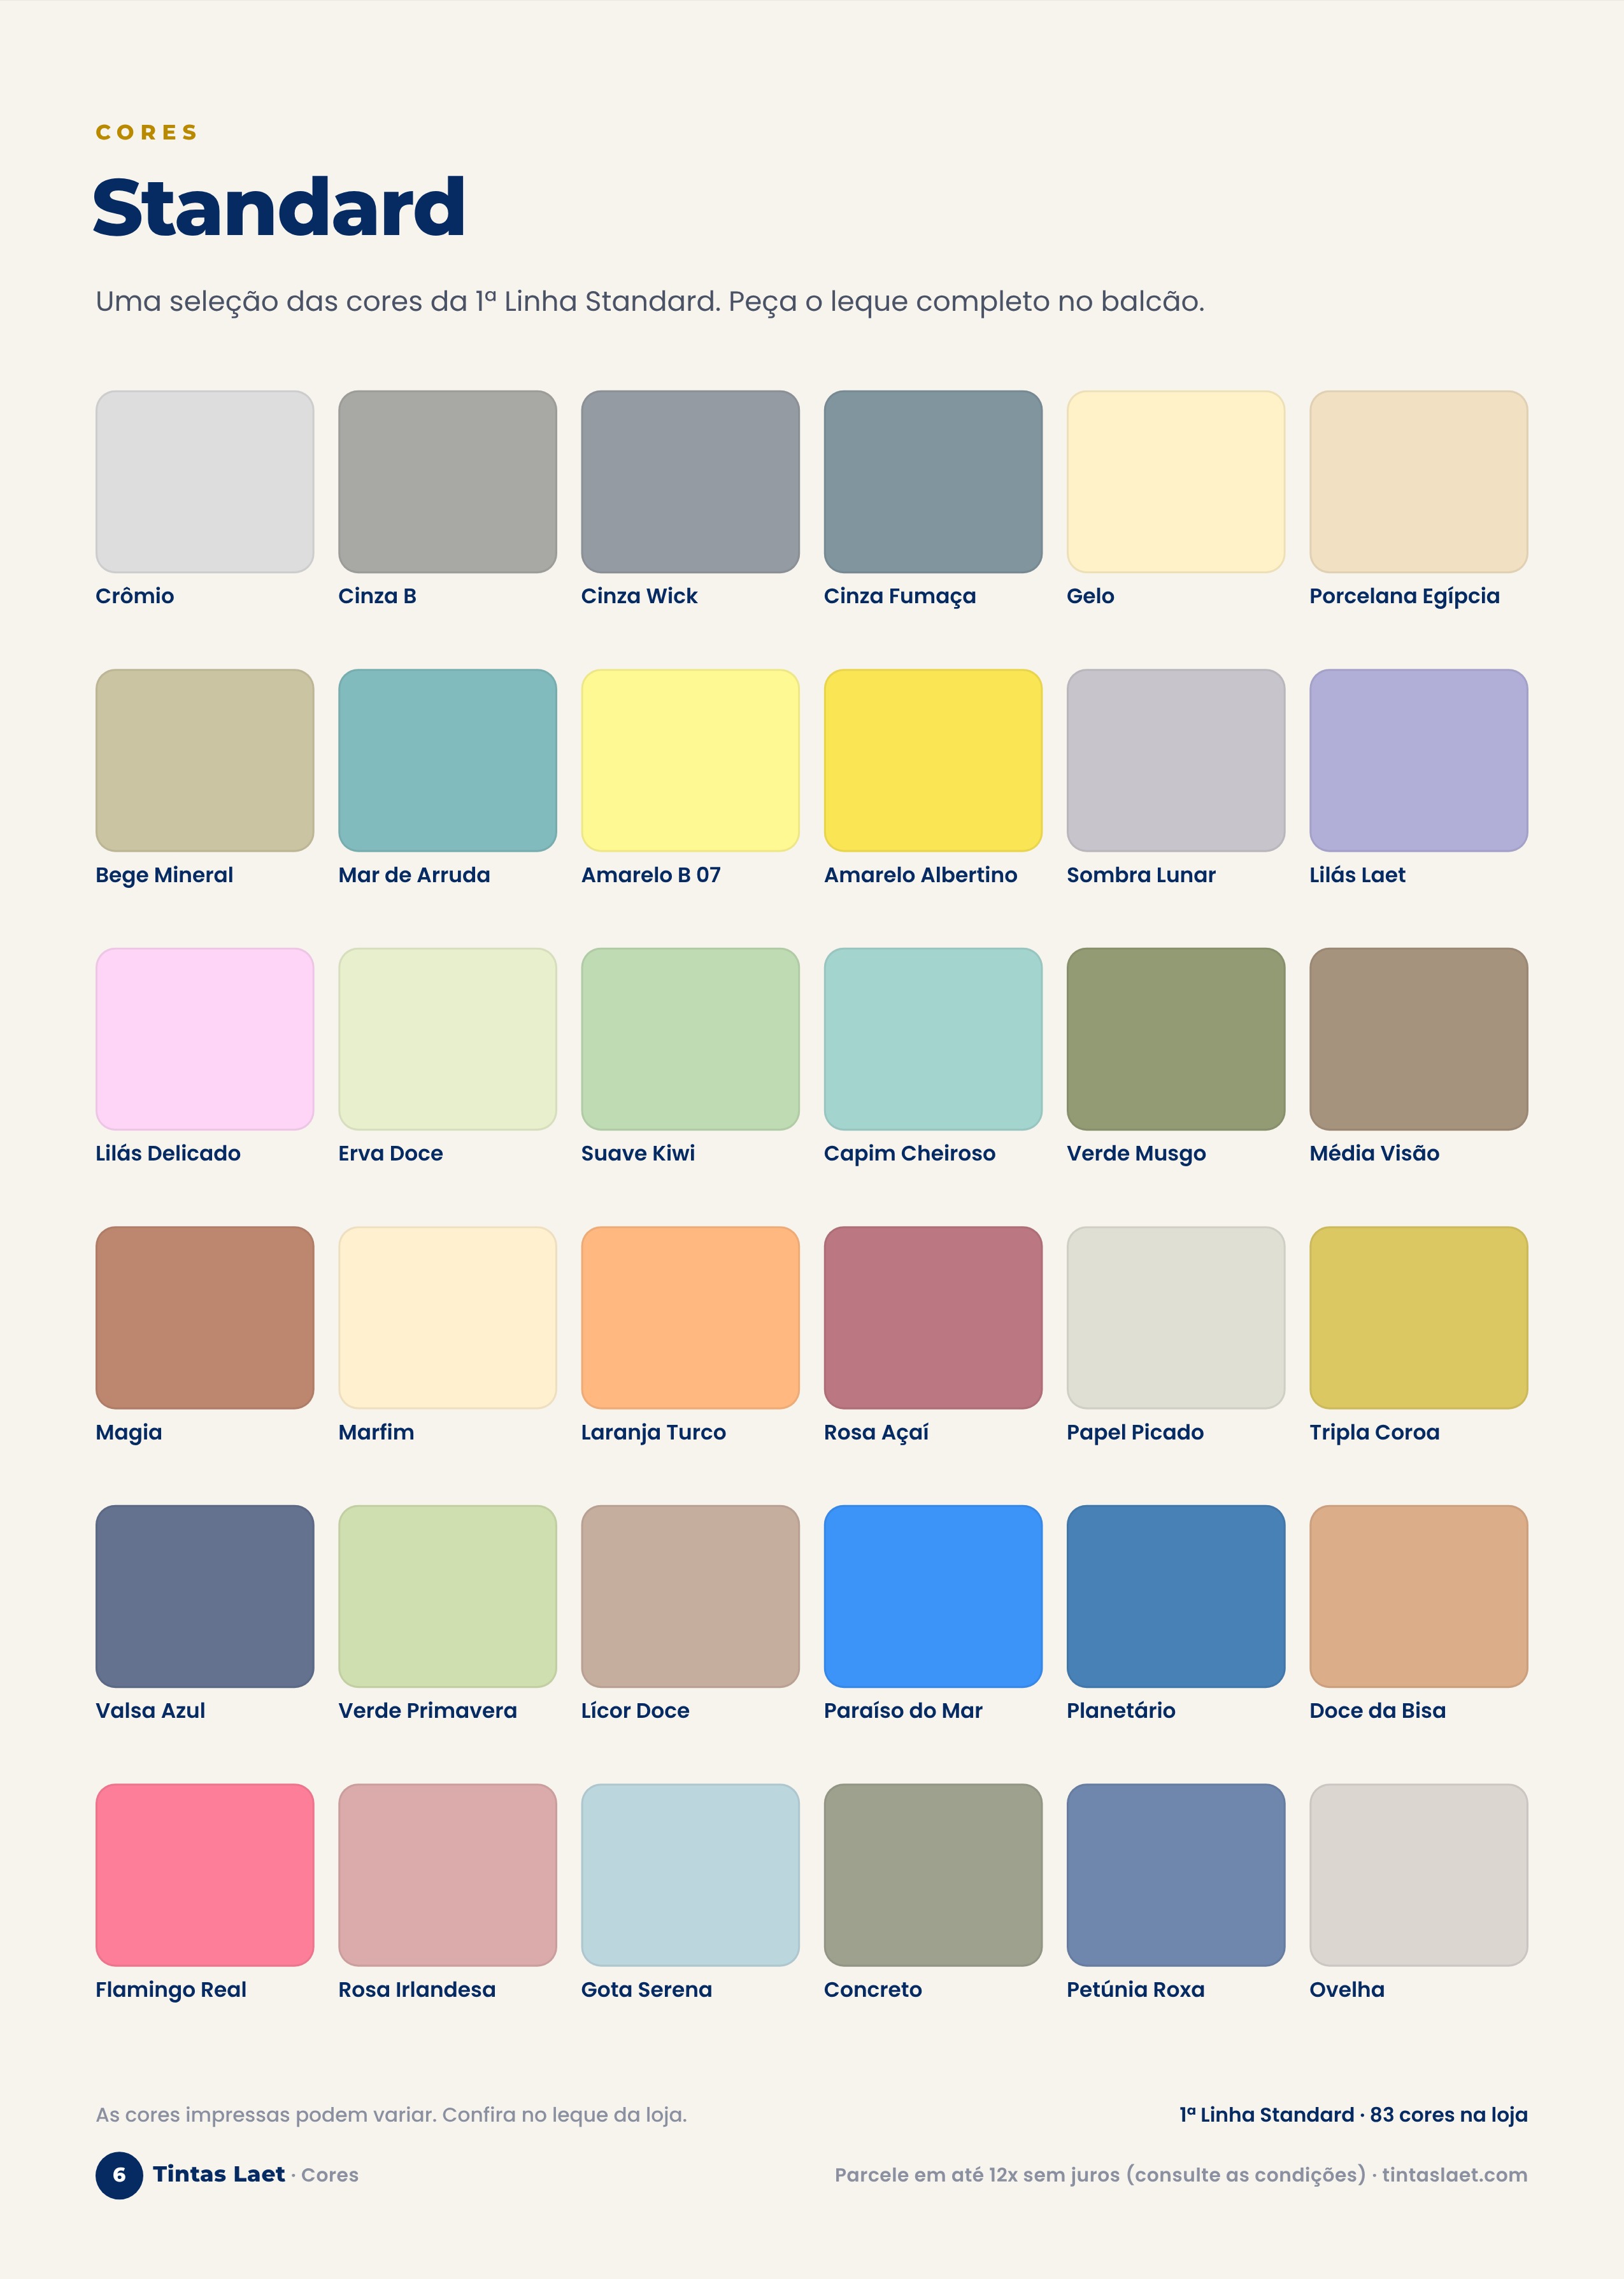 CORES
Standard
Uma seleção das cores da 1ª Linha Standard. Peça o leque completo no balcão.
Crômio
Cinza B
Cinza Wick
Cinza Fumaça
Gelo
Porcelana Egípcia
Bege Mineral
Mar de Arruda
Amarelo B 07
Amarelo Albertino
Sombra Lunar
Lilás Laet
Lilás Delicado
Erva Doce
Suave Kiwi
Capim Cheiroso
Verde Musgo
Média Visão
Magia
Marfim
Laranja Turco
Rosa Açaí
Papel Picado
Tripla Coroa
Valsa Azul
Verde Primavera
Lícor Doce
Paraíso do Mar
Planetário
Doce da Bisa
Flamingo Real
Rosa Irlandesa
Gota Serena
Concreto
Petúnia Roxa
Ovelha
As cores impressas podem variar. Confira no leque da loja.
1ª Linha Standard · 83 cores na loja
6 Tintas Laet · Cores
Parcele em até 12x sem juros (consulte as condições) · tintaslaet.com